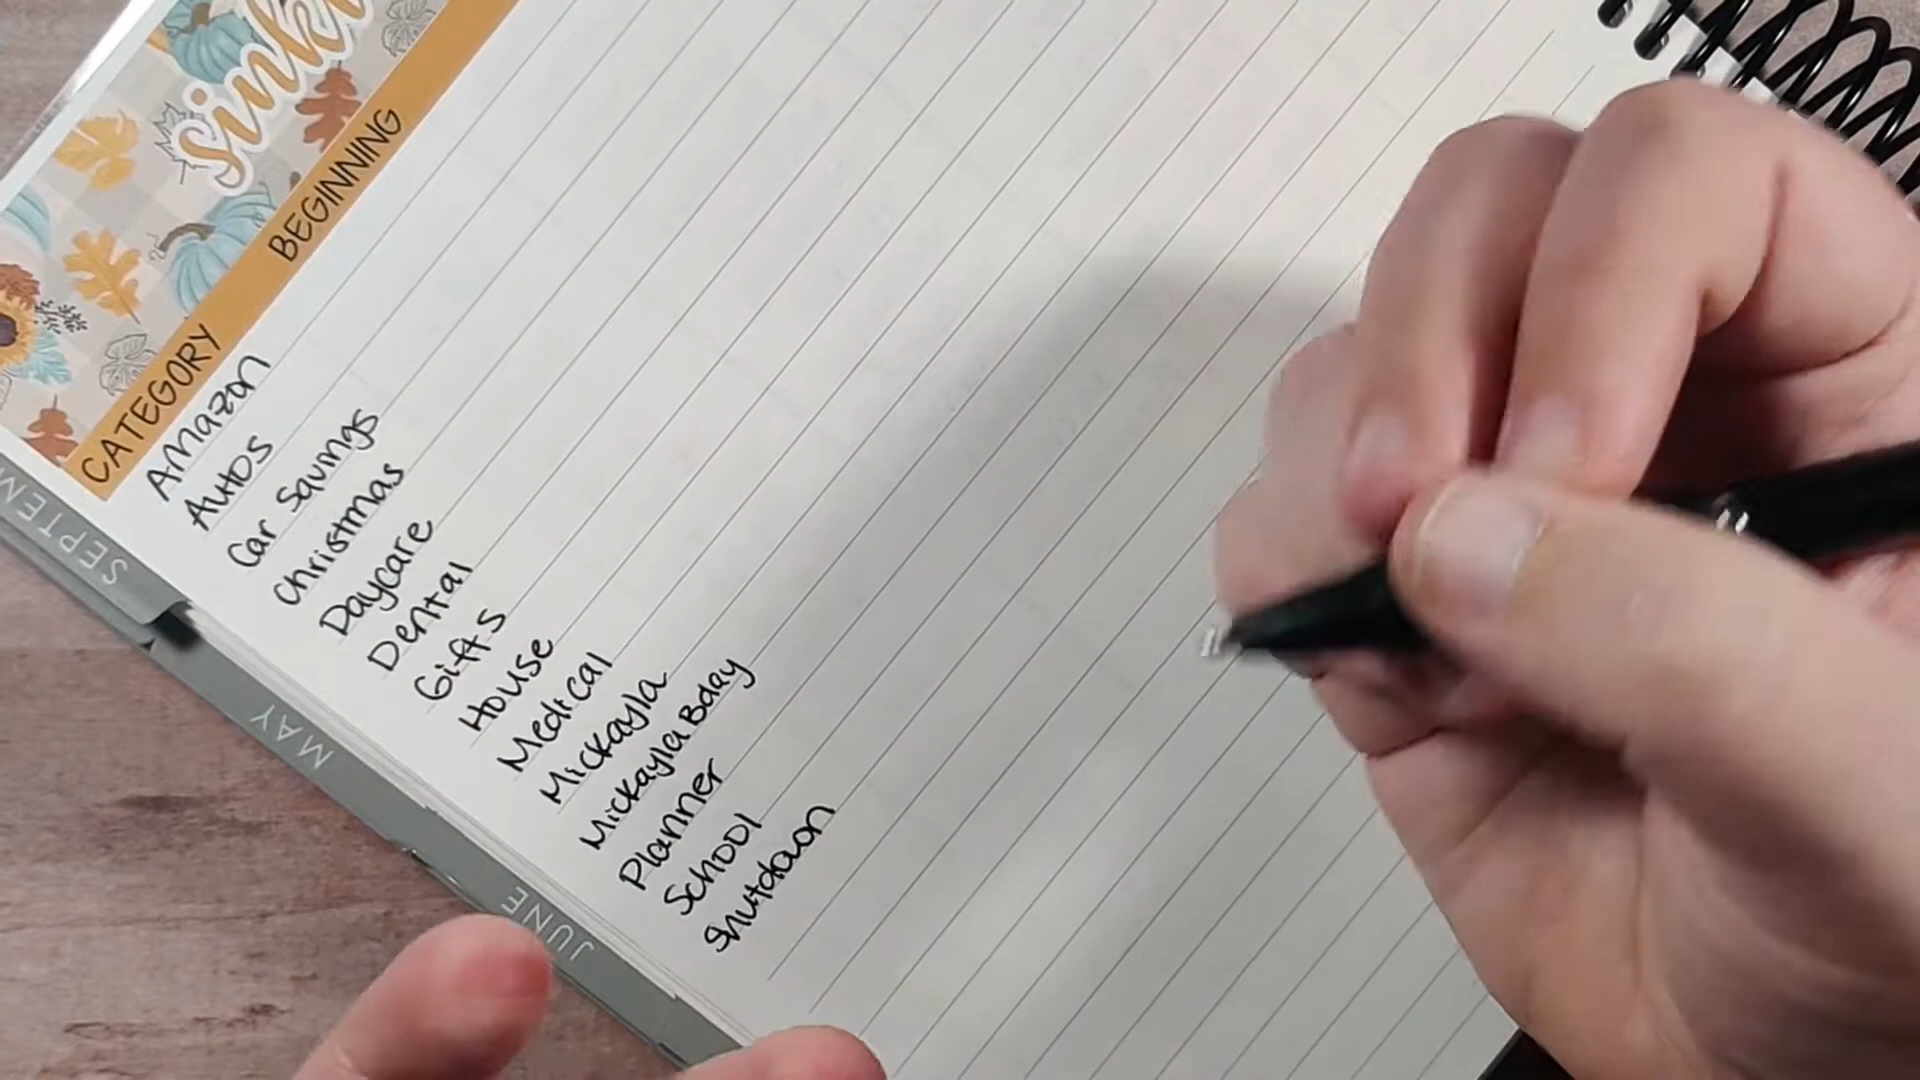 sinki
CATEGORY BEGINNING
Amazon
Autos
Car Savings
Christmas
Daycare
Dental
Gifts
House
Medical
Mickayla
Mickayla Bday
Planner
School
Shutdown
SEPTEM
MAY
JUNE